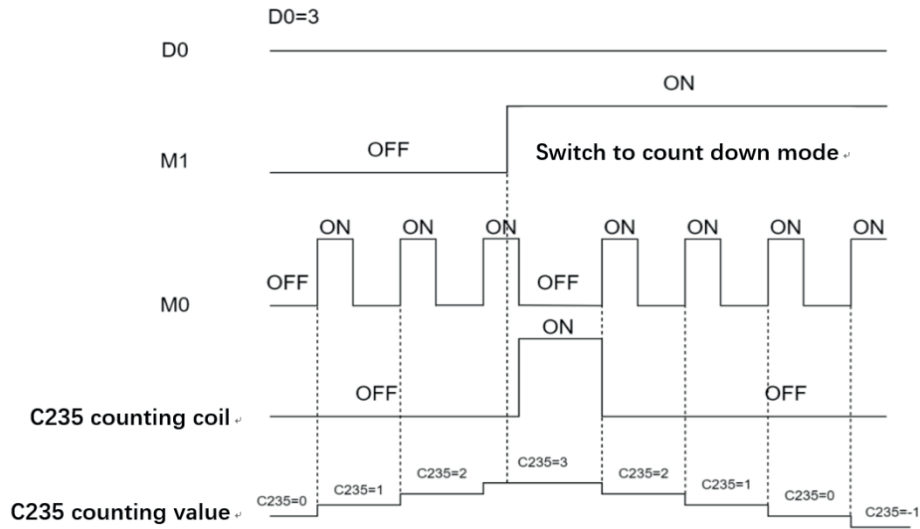 D0=3
D0
ON
OFF
Switch to count down mode
M1
ON ON ON ON ON ON ON
OFF OFF
M0
ON
OFF OFF
C235 counting coil
C235=0 C235=1 C235=2 C235=3 C235=2 C235=1 C235=0 C235=-1
C235 counting value